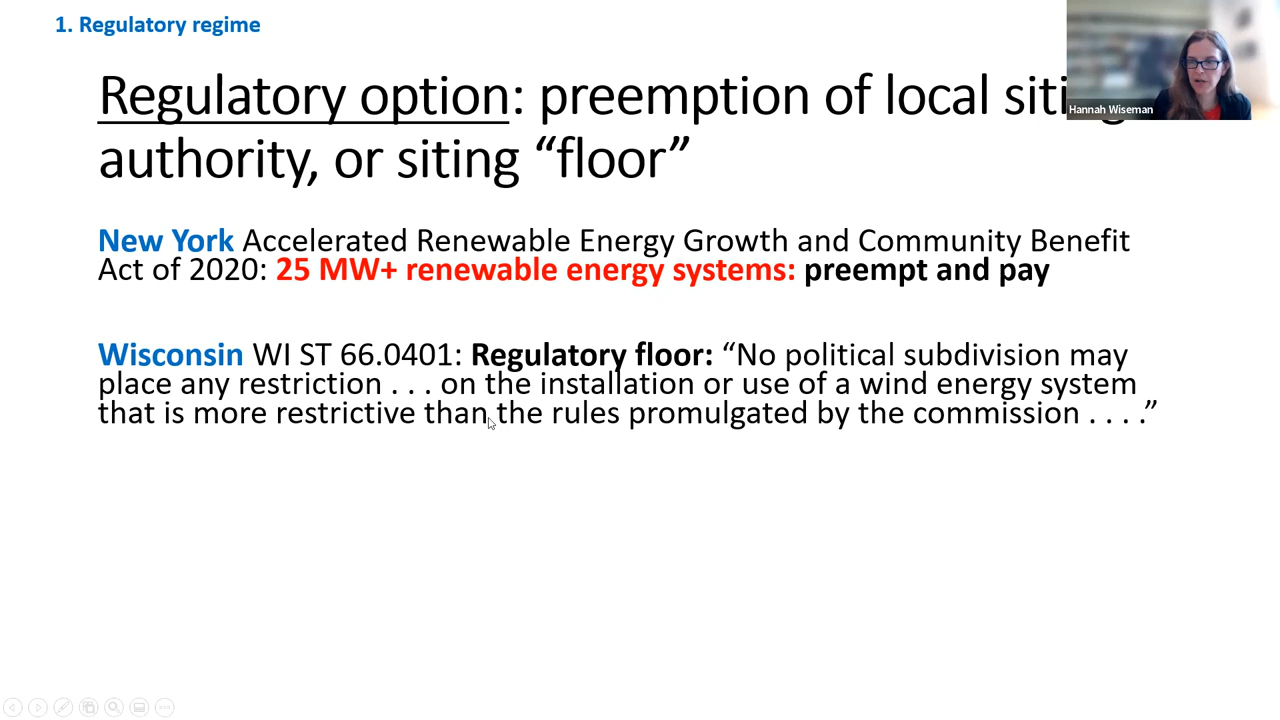 1. Regulatory regime
Regulatory option: preemption of local siting
authority, or siting “floor”
Hannah Wiseman
New York Accelerated Renewable Energy Growth and Community Benefit
Act of 2020: 25 MW+ renewable energy systems: preempt and pay
Wisconsin WI ST 66.0401: Regulatory floor: “No political subdivision may
place any restriction . . . on the installation or use of a wind energy system
that is more restrictive than the rules promulgated by the commission . . . .”